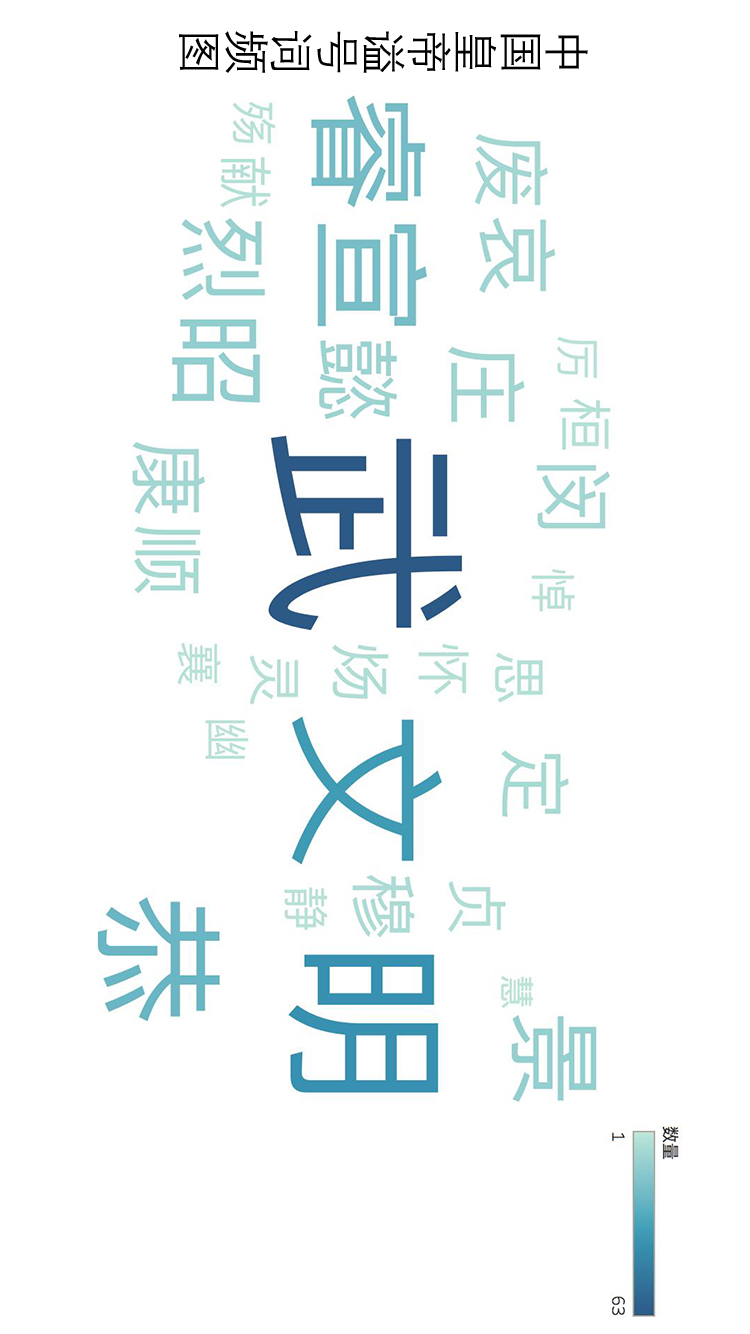 中国皇帝谥号词频图
数量
1 63
厉
桓
闵
悼
思
定
慧
景
废
哀
庄
怀
贞
睿
宣
懿
武
炀
文
穆
明
殇
献
烈
昭
灵
静
康
顺
襄
幽
恭